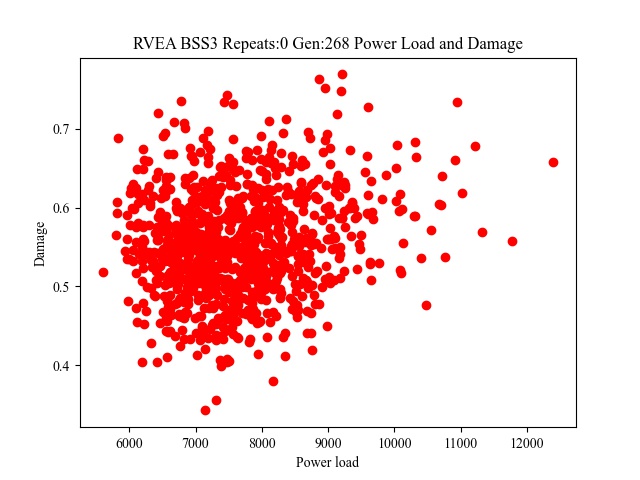 RVEA BSS3 Repeats:0 Gen:268 Power Load and Damage
0.7
0.6
0.5
0.4
Damage
6000 7000 8000 9000 10000 11000 12000
Power load